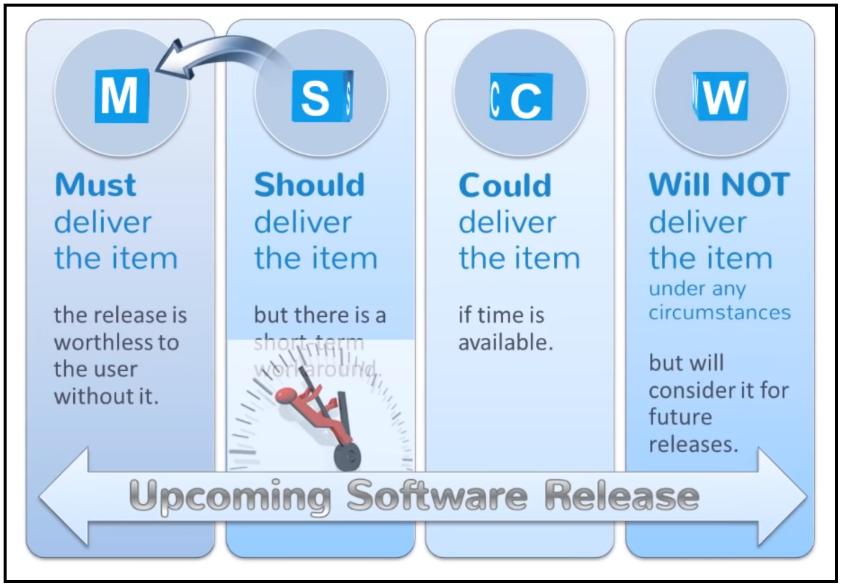 M
Must
deliver
the item
the release is
worthless to
the user
without it.
S S
Should
deliver
the item
but there is a
short-term
workaround.
C C
Could
deliver
the item
if time is
available.
W
Will NOT
deliver
the item
under any
circumstances
but will
consider it for
future
releases.
Upcoming Software Release